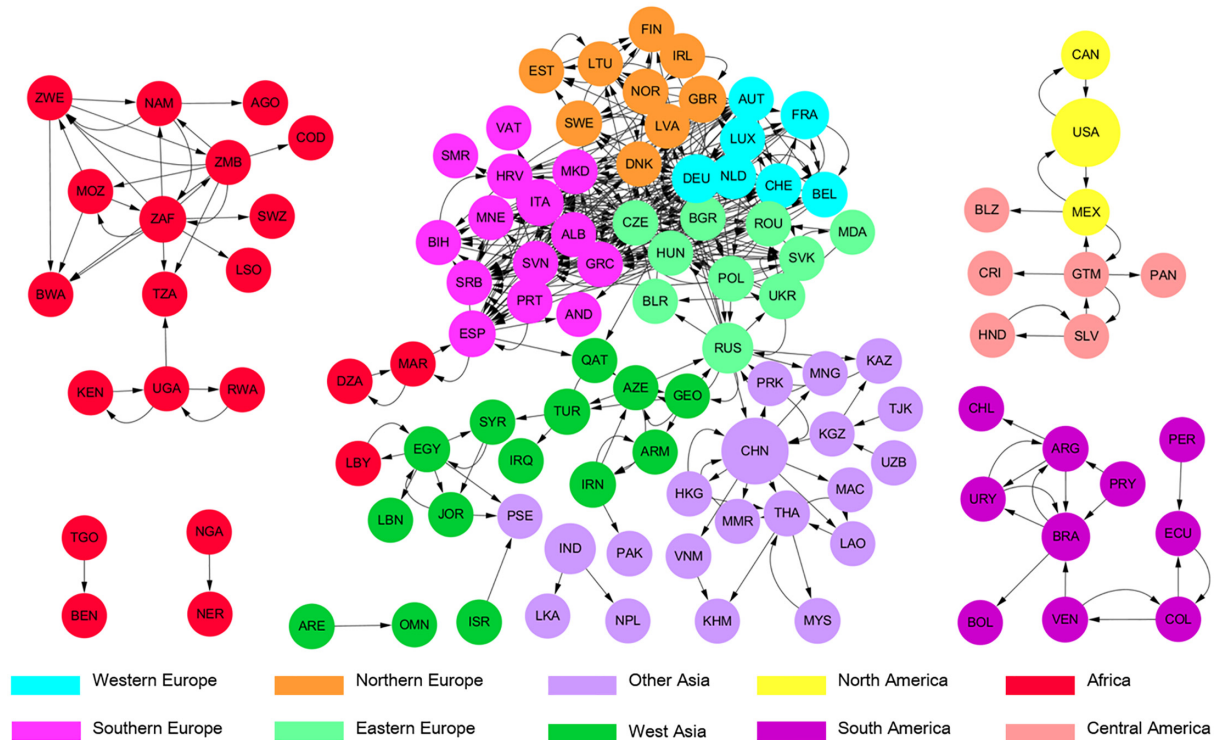 FIN
CAN
IRL
LTU
EST
ZWE
NAM
AGO
NOR
GBR
AUT
FRA
USA
COD
VAT
SWE
LVA
LUX
SMR
ZMB
HRV
MKD
DNK
DEU
NLD
CHE
BEL
MOZ
ITA
BLZ
MEX
ZAF
SWZ
MNE
CZE
BGR
ROU
MDA
BIH
ALB
HUN
SVK
LSO
SVN
GRC
CRI
GTM
PAN
BWA
TZA
SRB
POL
UKR
PRT
BLR
AND
ESP
HND
SLV
RUS
QAT
KAZ
DZA
MAR
MNG
PRK
KEN
UGA
RWA
AZE
GEO
TUR
TJK
CHL
SYR
KGZ
EGY
ARG
PER
LBY
IRQ
ARM
CHN
UZB
IRN
HKG
MAC
PRY
URY
LBN
JOR
PSE
MMR
THA
TGO
NGA
BRA
ECU
IND
PAK
VNM
LAO
BEN
NER
ARE
OMN
ISR
LKA
NPL
KHM
MYS
BOL
VEN
COL
Western Europe
Northern Europe
Other Asia
North America
Africa
Southern Europe
Eastern Europe
West Asia
South America
Central America